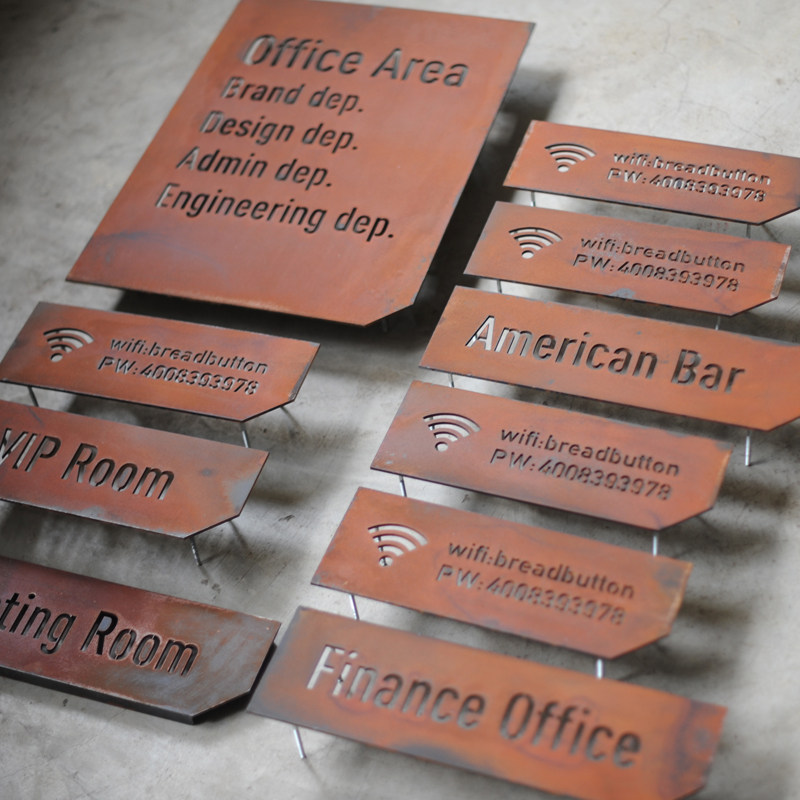 Office Area
Brand dep.
Design dep.
Admin dep.
Engineering dep.
wifi:breadbutton
PW:4008393978
wifi:breadbutton
PW:4008393978
American Bar
wifi:breadbutton
PW:4008393978
wifi:breadbutton
PW:4008393978
Finance Office
wifi:breadbutton
PW:4008393978
VIP Room
ting Room